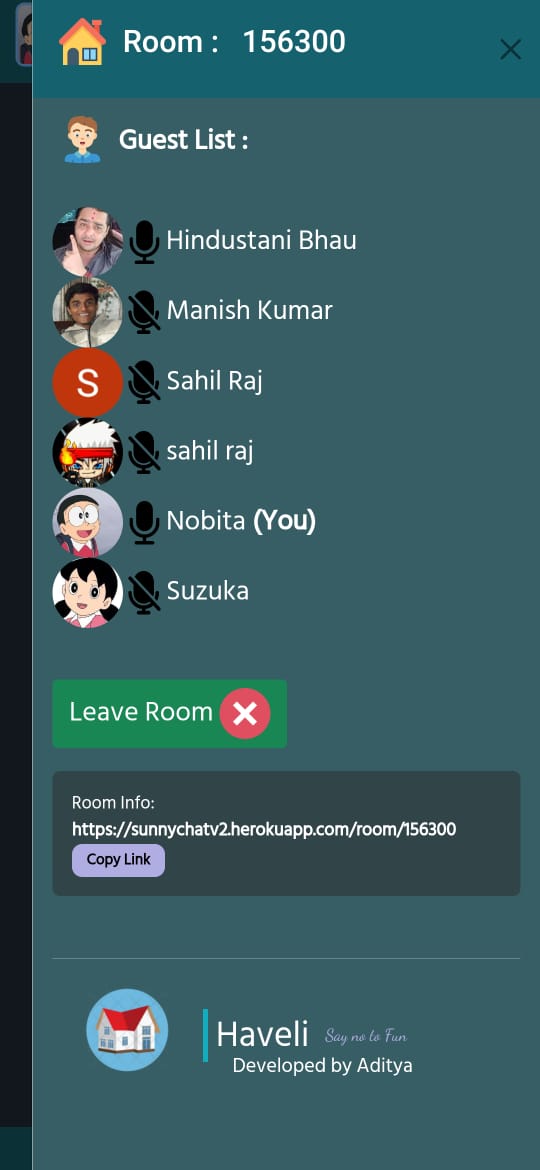 Room : 156300
Guest List :
Hindustani Bhau
Manish Kumar
S
Sahil Raj
sahil raj
Nobita (You)
Suzuka
Leave Room
Room Info:
https://sunnychatv2.herokuapp.com/room/156300
Copy Link
Haveli Say no to Fun
Developed by Aditya